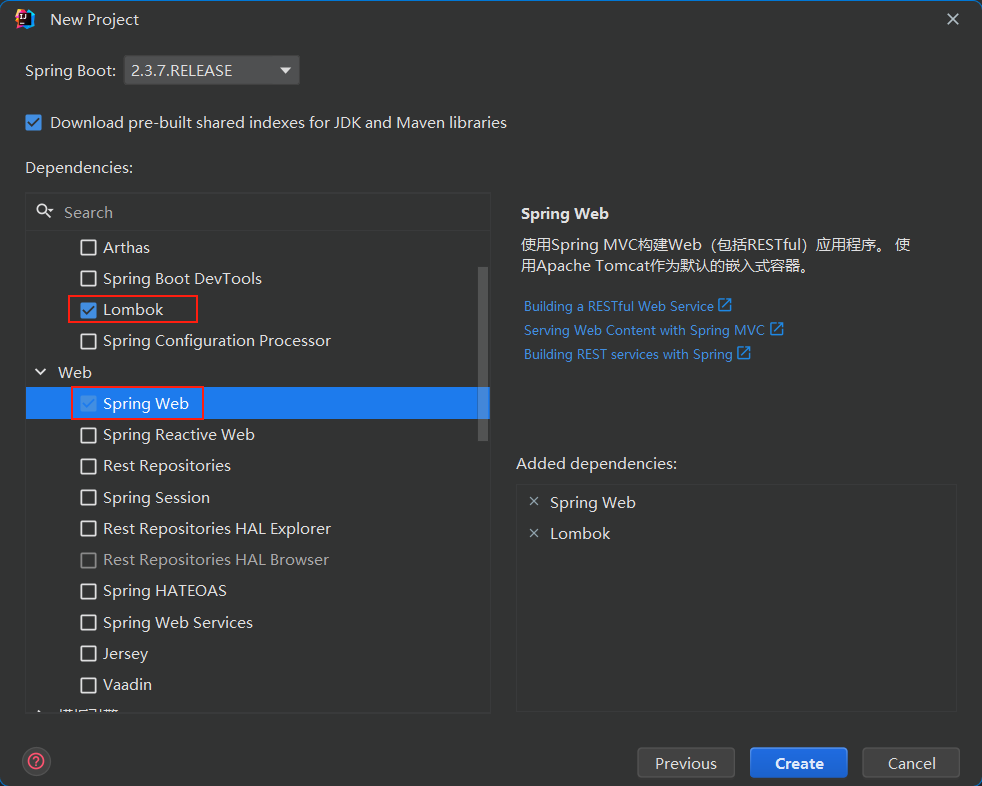 New Project
Spring Boot: 2.3.7.RELEASE
Download pre-built shared indexes for JDK and Maven libraries
Dependencies:
Search
Arthas
Spring Boot DevTools
Lombok
Spring Configuration Processor
Web
Spring Web
Spring Reactive Web
Rest Repositories
Spring Session
Rest Repositories HAL Explorer
Rest Repositories HAL Browser
Spring HATEOAS
Spring Web Services
Jersey
Vaadin
Spring Web
使用Spring MVC构建Web（包括RESTful）应用程序。 使
用Apache Tomcat作为默认的嵌入式容器。
Building a RESTful Web Service
Serving Web Content with Spring MVC
Building REST services with Spring
Added dependencies:
Spring Web
Lombok
Previous
Create
Cancel